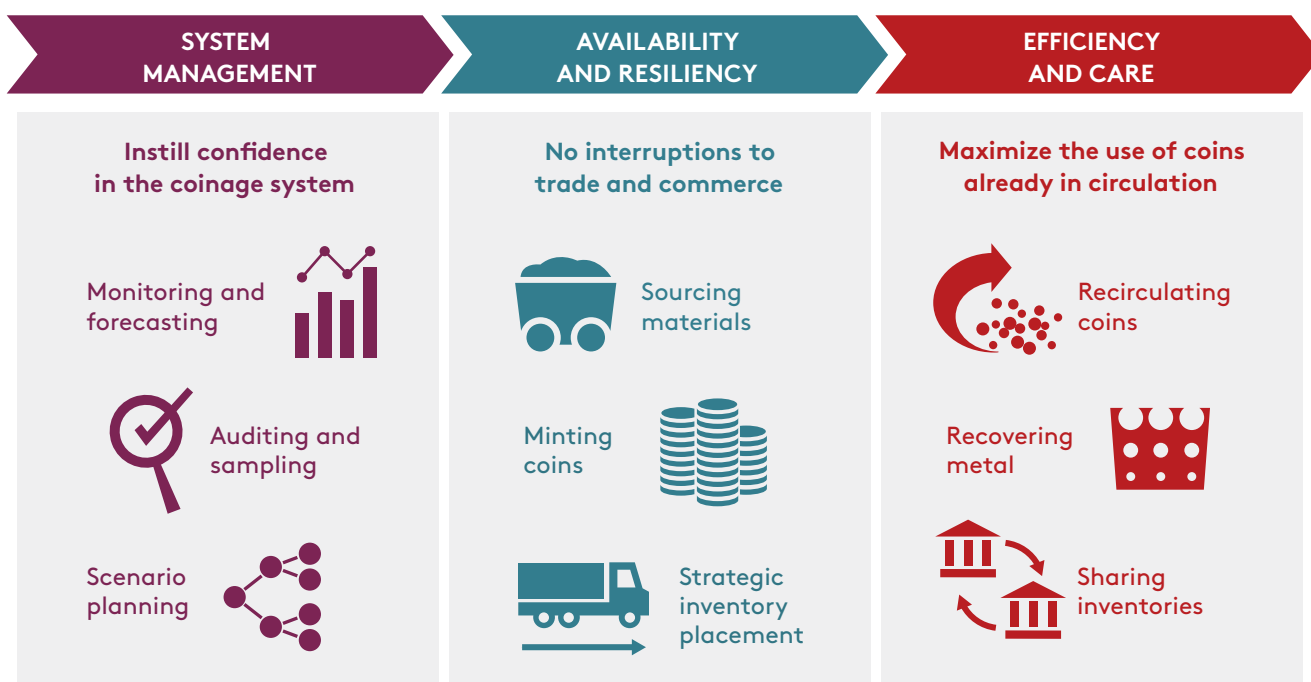 SYSTEM
MANAGEMENT
Instill confidence
in the coinage system
Monitoring and
forecasting
Auditing and
sampling
Scenario
planning
AVAILABILITY
AND RESILIENCY
No interruptions to
trade and commerce
Sourcing
materials
Minting
coins
Strategic
inventory
placement
EFFICIENCY
AND CARE
Maximize the use of coins
already in circulation
Recirculating
coins
Recovering
metal
Sharing
inventories